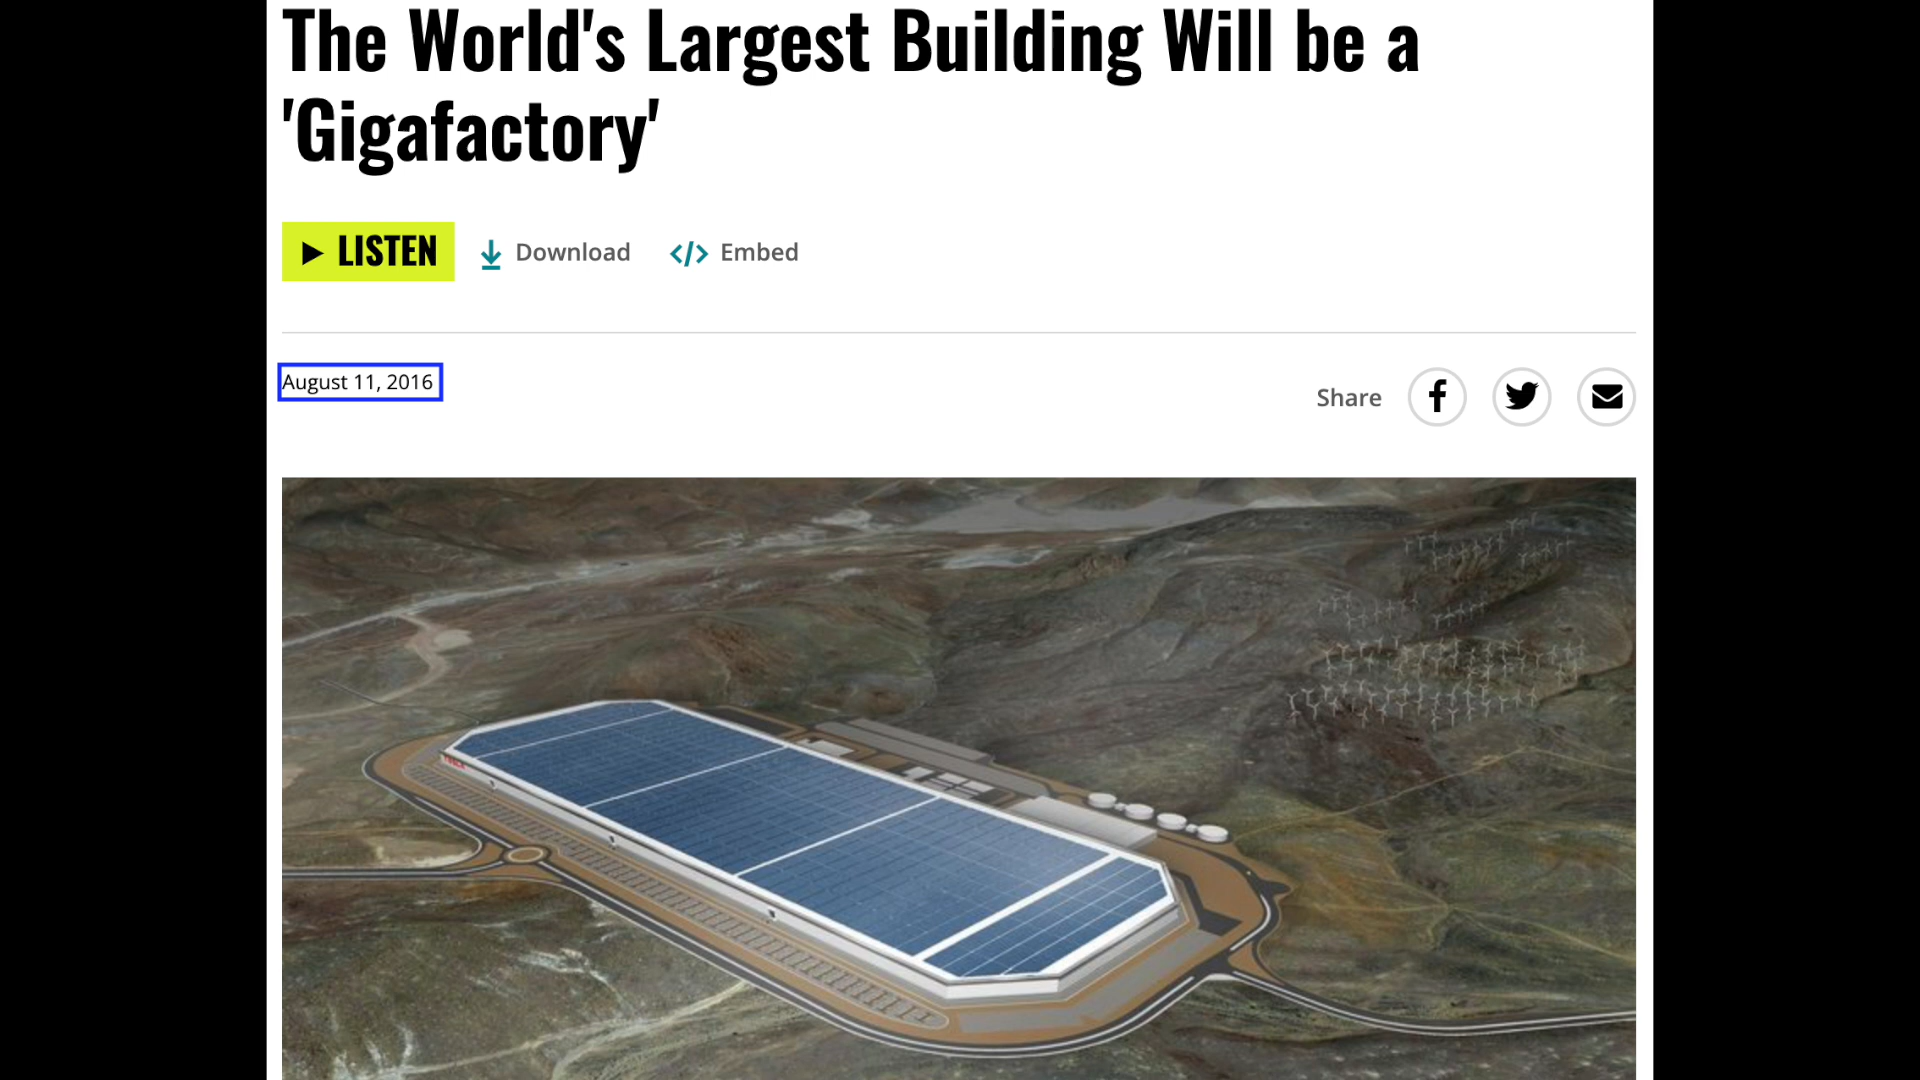 The World's Largest Building Will be a
'Gigafactory'
LISTEN
Download
Embed
August 11, 2016
Share